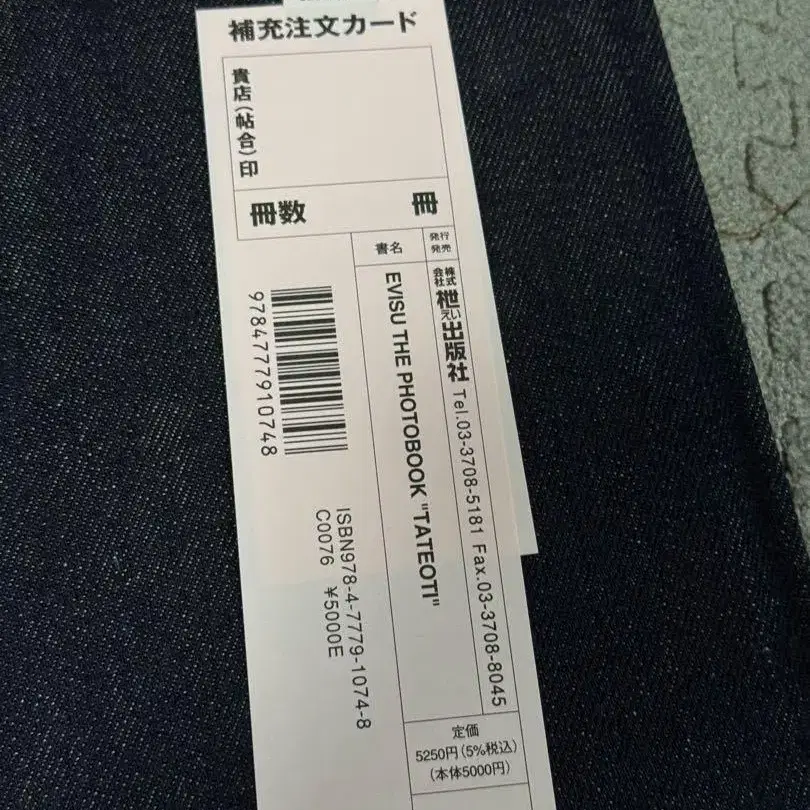 補充注文カード
貴店(帖合)印
冊数 冊
発行
発売
株式
会社 枻出版社 Tel.03-3708-5181 Fax.03-3708-8045
えい
書名
EVISU THE PHOTOBOOK "TATEOTI"
9784777910748
ISBN978-4-7779-1074-8
C0076 ¥5000E
定価
5250円(5%税込)
(本体5000円)